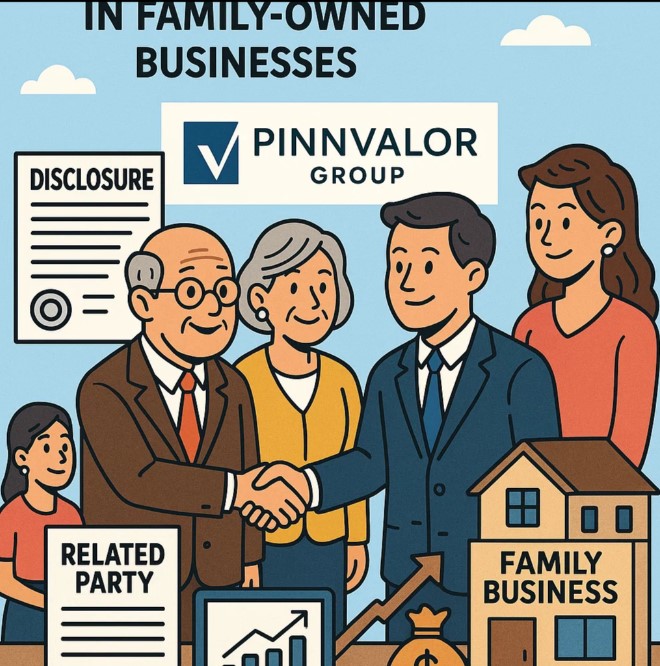 IN FAMILY-OWNED
BUSINESSES
PINNVALOR
GROUP
DISCLOSURE
RELATED
PARTY
FAMILY
BUSINESS
$